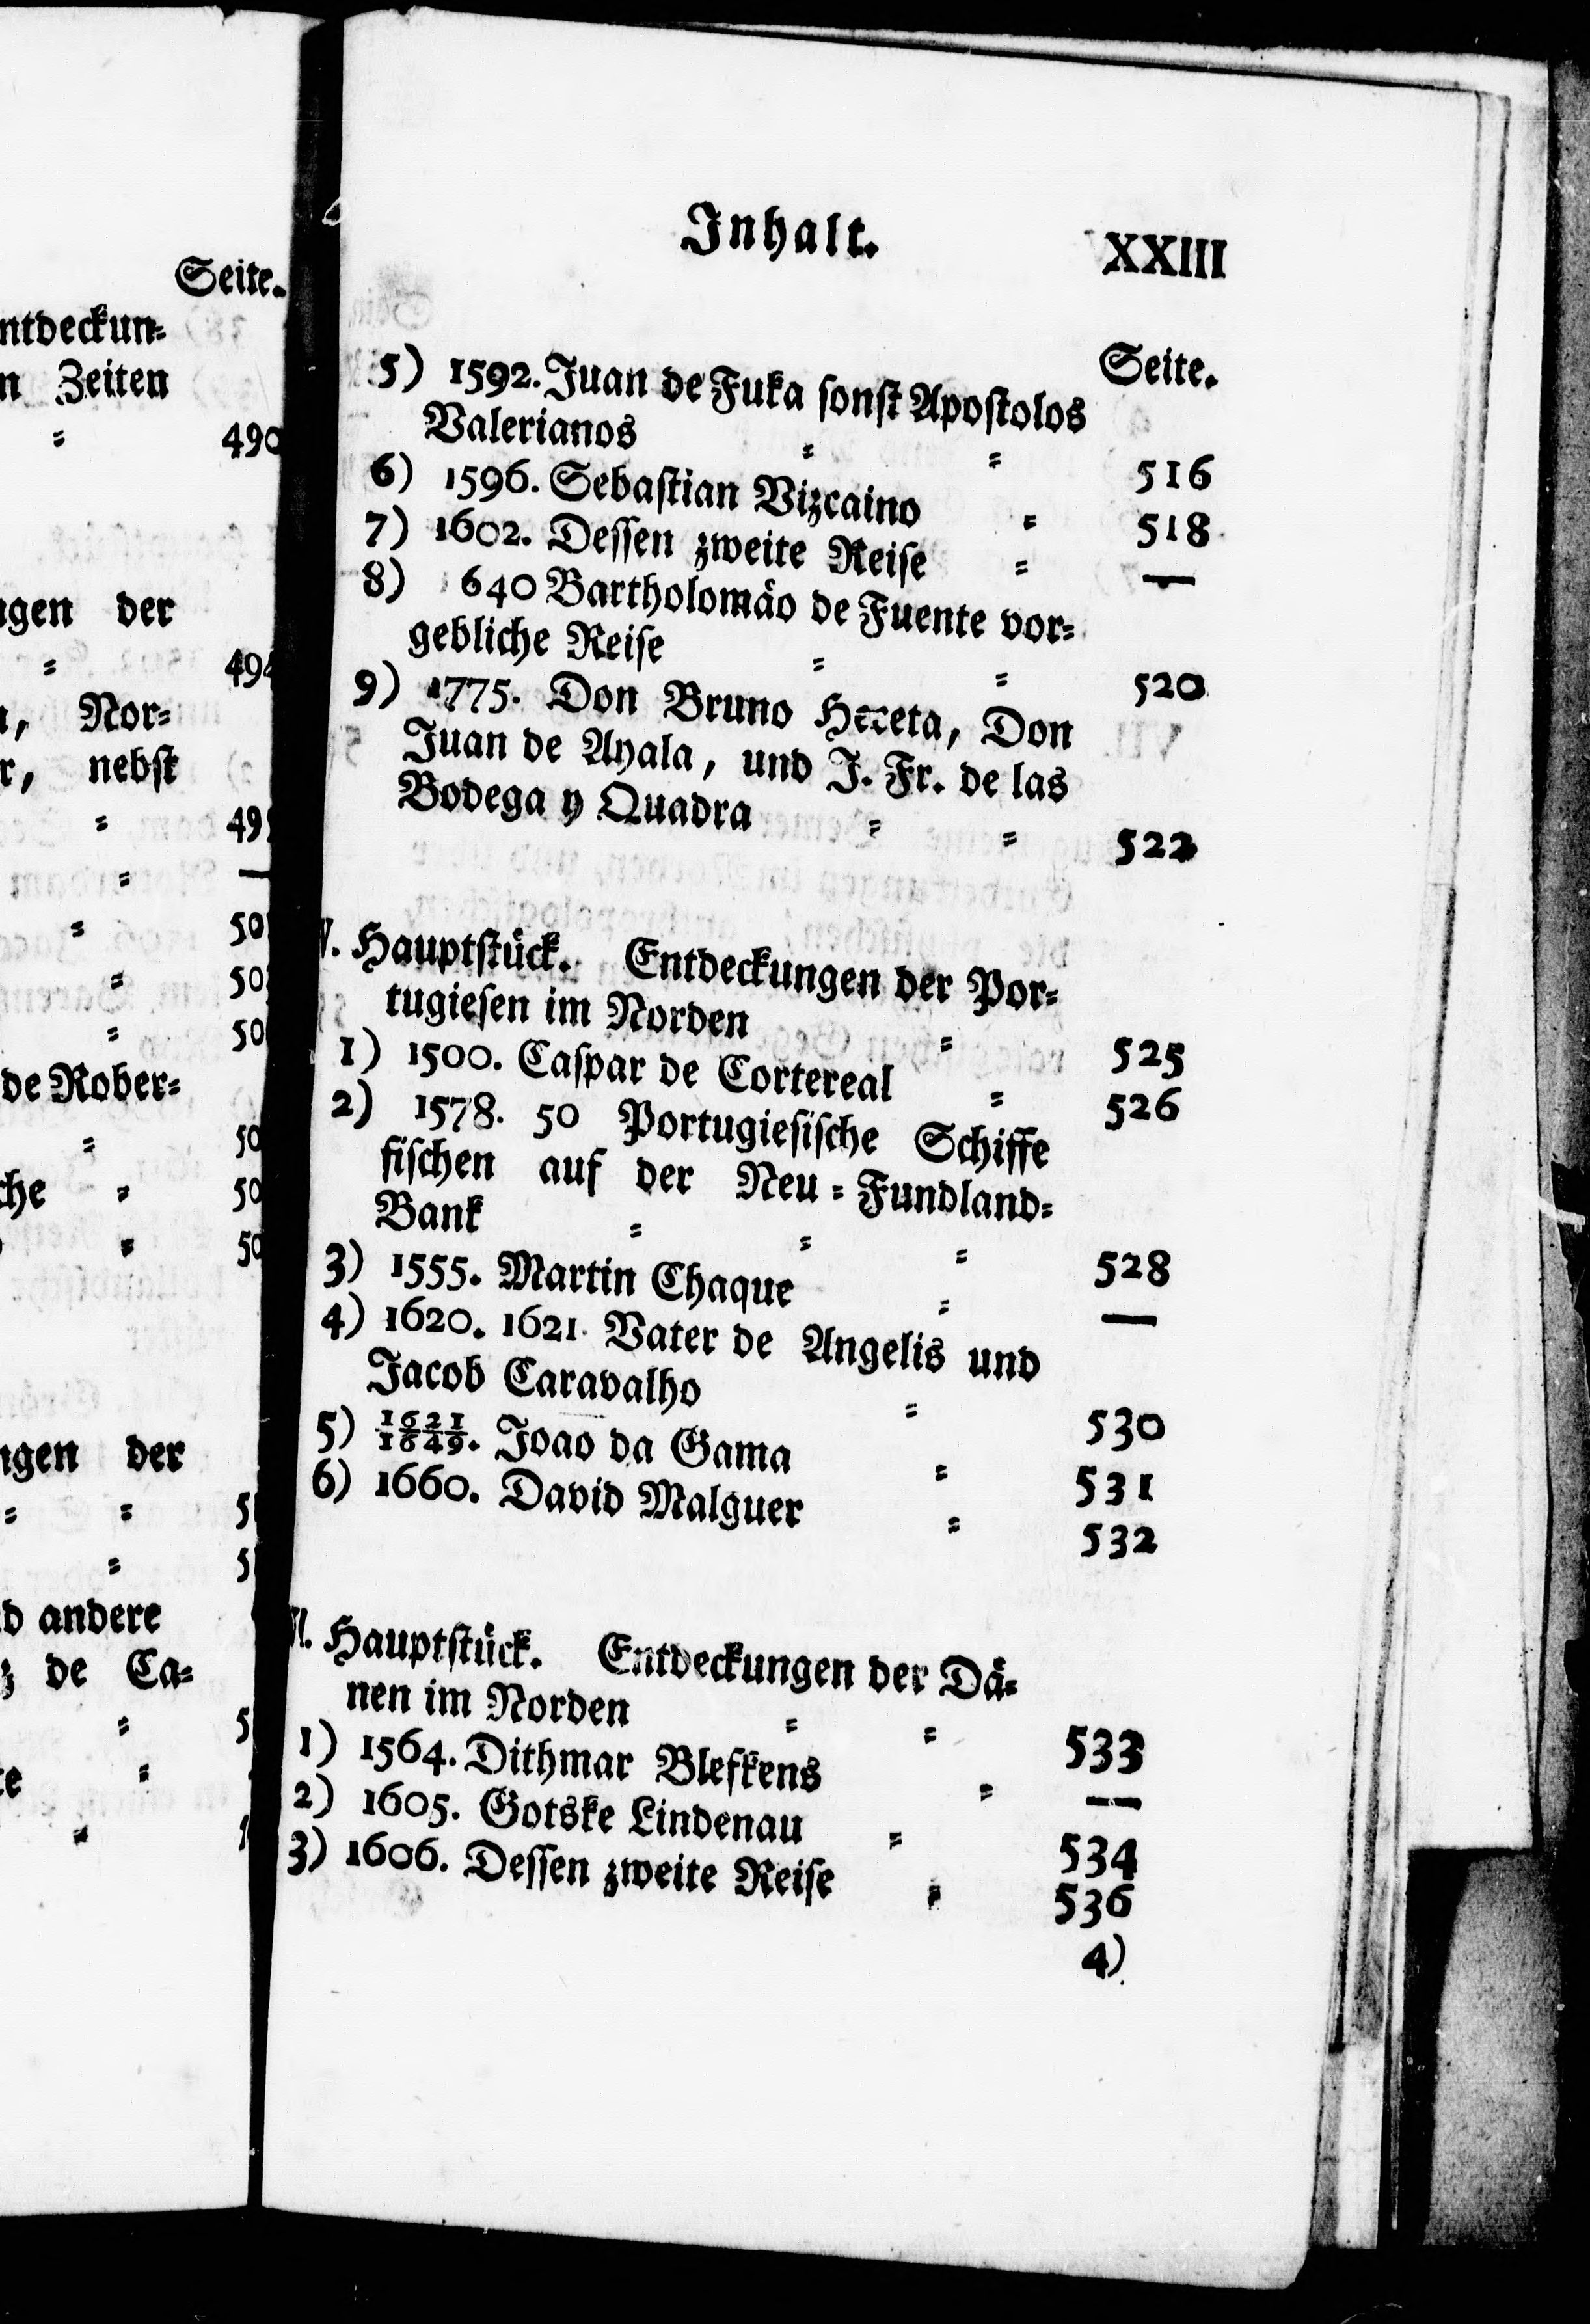 Seite.
ntdeckun=
n Zeiten
= 490
gen der
= 494
Nor=
nebst
=
= —
=
=
=
de Rober=
=
che =
=
gen der
= =
=
d andere
de Ca=
=
=
=
Inhalt. XXIII
Seite.
5) 1592. Juan de Fuka sonst Apostolos
Valerianos = = 516
6) 1596. Sebastian Vizcaino = 518
7) 1602. Dessen zweite Reise = —
8) 640 Bartholomäo de Fuente vor=
gebliche Reise = = 520
9) 1775. Don Bruno Heceta, Don
Juan de Ayala, und J. Fr. de las
Bodega y Quadra = = 522
V. Hauptstück. Entdeckungen der Por=
tugiesen im Norden = 525
1) 1500. Caspar de Cortereal = 526
2) 1578. 50 Portugiesische Schiffe
fischen auf der Neu = Fundland=
Bank = = = 528
3) 1555. Martin Chaque = —
4) 1620. 1621. Vater de Angelis und
Jacob Caravalho = 530
5) 1621/1649. Joao da Gama = 531
6) 1660. David Malguer = 532
VI. Hauptstück. Entdeckungen der Dä=
nen im Norden = = 533
1) 1564. Dithmar Blefkens = —
2) 1605. Gotske Lindenau = 534
3) 1606. Dessen zweite Reise = 536
4)